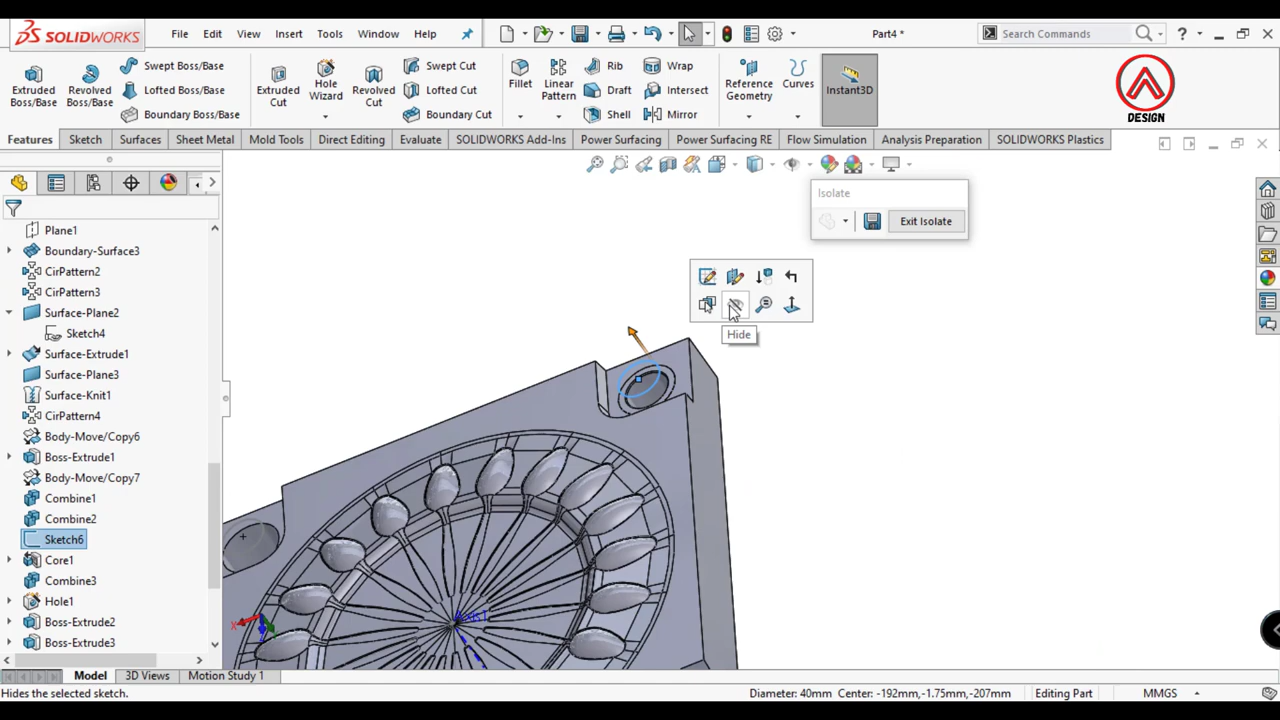 SOLIDWORKS File Edit View Insert Tools Window Help Part4 * Search Commands ?
Extruded Boss/Base
Revolved Boss/Base
Swept Boss/Base
Lofted Boss/Base
Boundary Boss/Base
Extruded Cut
Hole Wizard
Revolved Cut
Swept Cut
Lofted Cut
Boundary Cut
Fillet
Linear Pattern
Rib
Draft
Shell
Wrap
Intersect
Mirror
Reference Geometry
Curves
Instant3D
DESIGN
Features Sketch Surfaces Sheet Metal Mold Tools Direct Editing Evaluate SOLIDWORKS Add-Ins Power Surfacing Power Surfacing RE Flow Simulation Analysis Preparation SOLIDWORKS Plastics
Isolate
Exit Isolate
Hide
Plane1
Boundary-Surface3
CirPattern2
CirPattern3
Surface-Plane2
Sketch4
Surface-Extrude1
Surface-Plane3
Surface-Knit1
CirPattern4
Body-Move/Copy6
Boss-Extrude1
Body-Move/Copy7
Combine1
Combine2
Sketch6
Core1
Combine3
Hole1
Boss-Extrude2
Boss-Extrude3
Axis1
X
Model 3D Views Motion Study 1
Hides the selected sketch. Diameter: 40mm Center: -192mm,-1.75mm,-207mm Editing Part MMGS